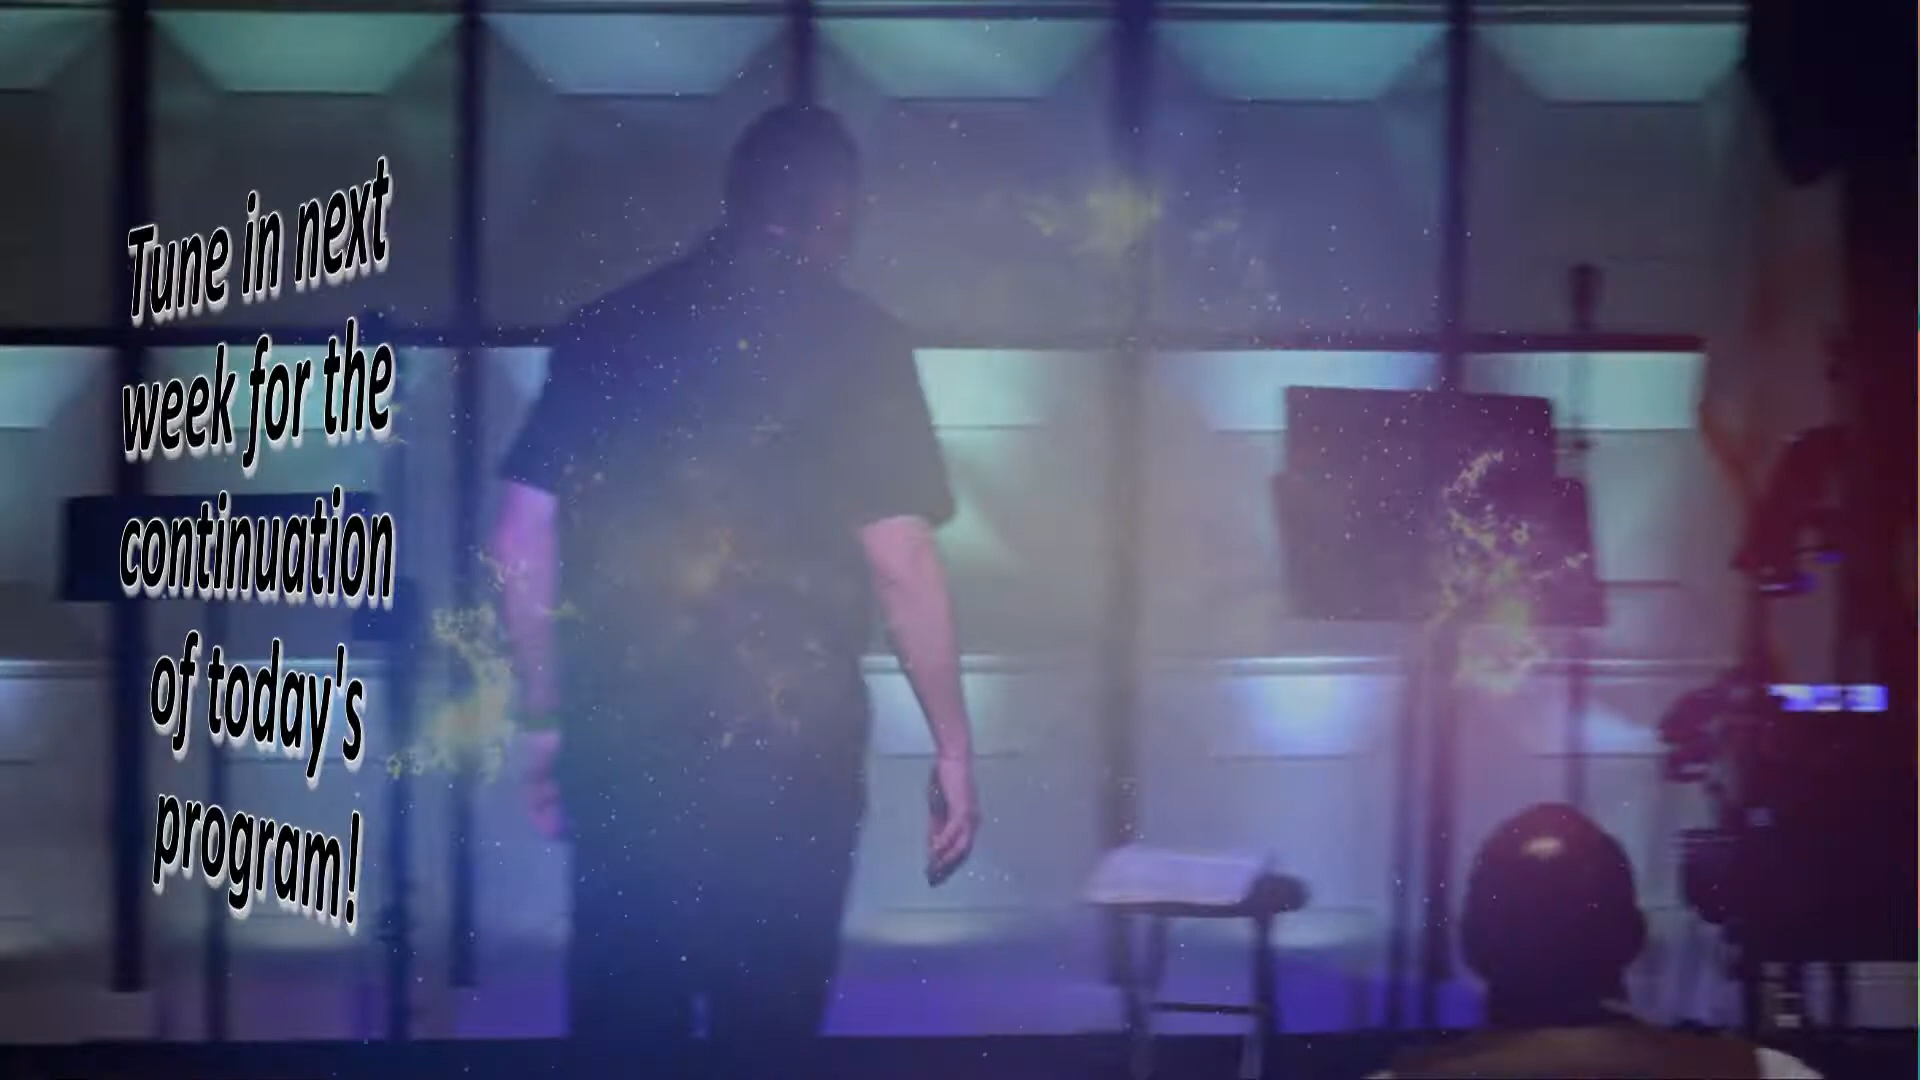 Tune in next
week for the
continuation
of today's
program!